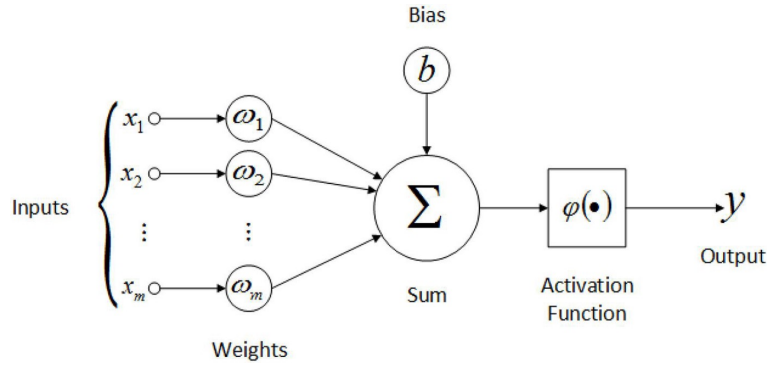 Bias
b
x₁ ω₁
x₂ ω₂
Inputs
⋮ ⋮
Σ
φ(•)
y
Output
xₘ ωₘ
Sum
Activation
Function
Weights